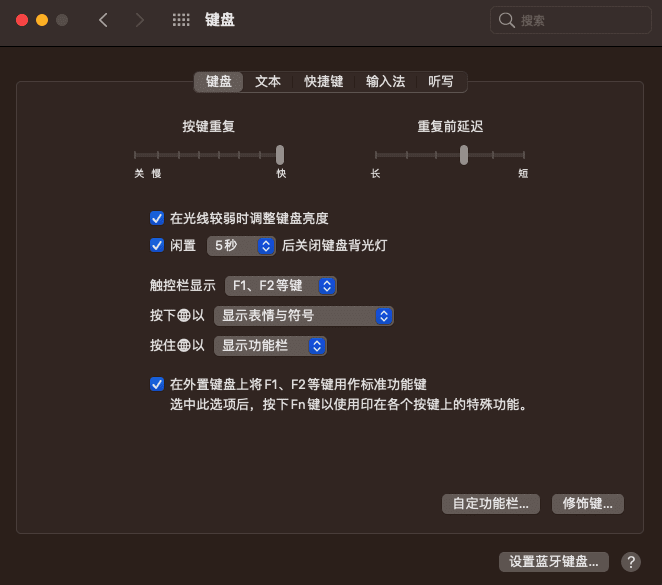 键盘
搜索
键盘 文本 快捷键 输入法 听写
按键重复 重复前延迟
关 慢 快 长 短
在光线较弱时调整键盘亮度
闲置 5秒 后关闭键盘背光灯
触控栏显示 F1、F2等键
按下🌐以 显示表情与符号
按住🌐以 显示功能栏
在外置键盘上将F1、F2等键用作标准功能键
选中此选项后，按下Fn键以使用印在各个按键上的特殊功能。
自定功能栏... 修饰键...
设置蓝牙键盘... ?